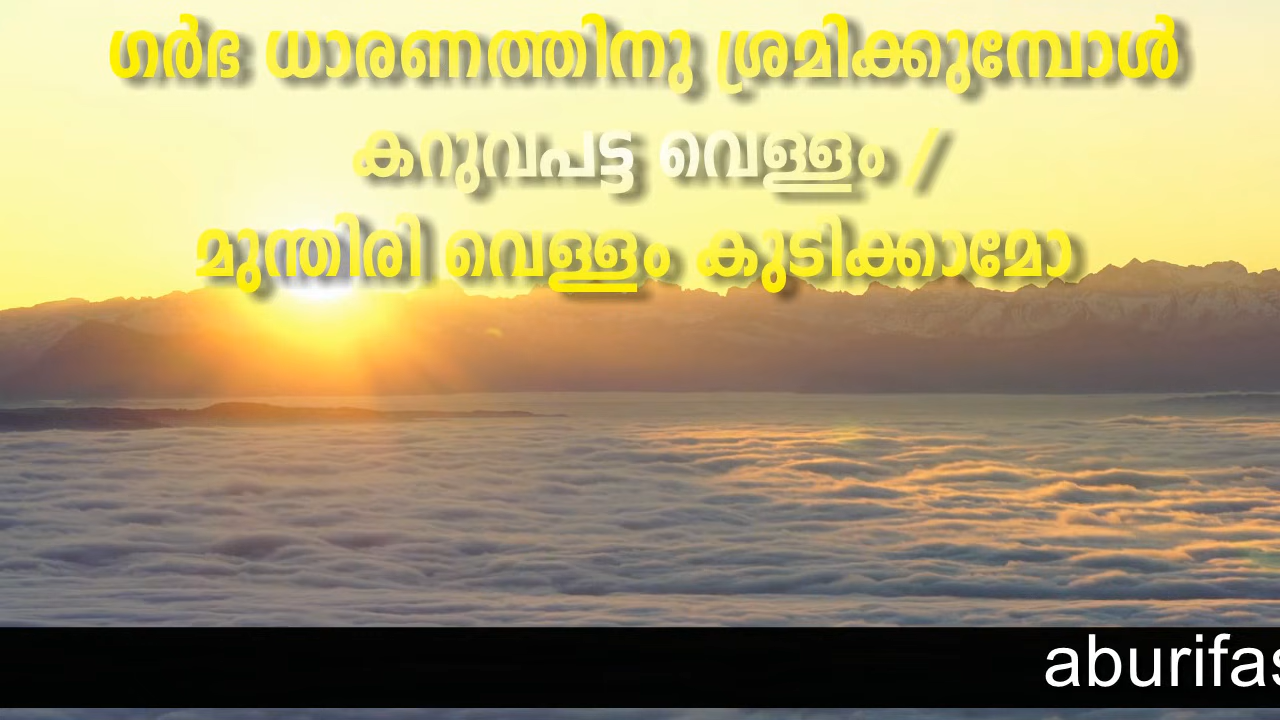 ഗർഭ ധാരണത്തിനു ശ്രമിക്കുമ്പോൾ
കറുവപട്ട വെള്ളം /
മുന്തിരി വെള്ളം കുടിക്കാമോ
aburifas